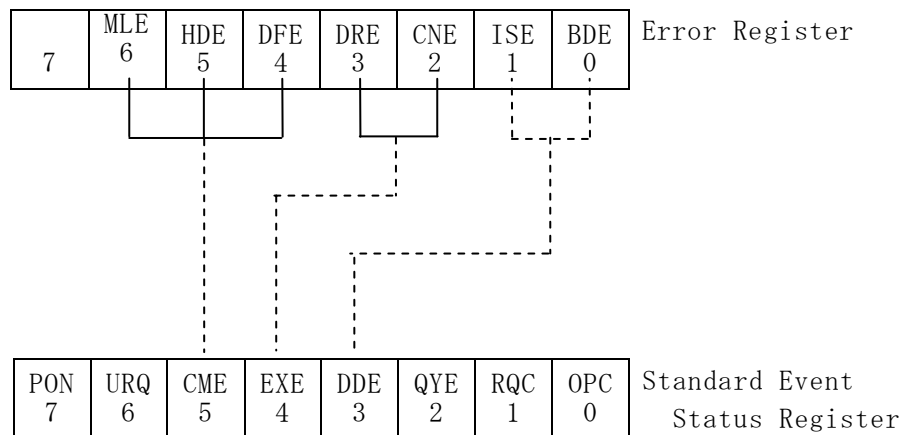 MLE HDE DFE DRE CNE ISE BDE Error Register
7 6 5 4 3 2 1 0
PON URQ CME EXE DDE QYE RQC OPC Standard Event
7 6 5 4 3 2 1 0 Status Register